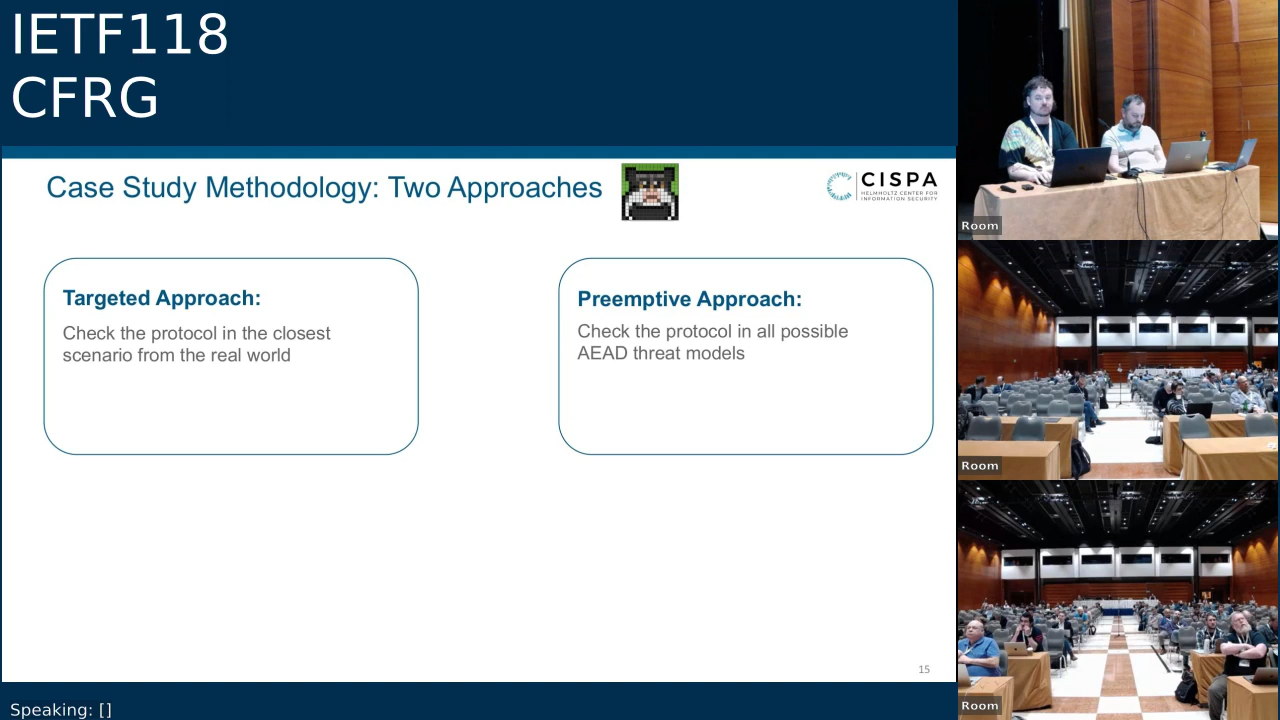 IETF118
CFRG
Case Study Methodology: Two Approaches
CISPA
HELMHOLTZ CENTER FOR
INFORMATION SECURITY
Targeted Approach:
Check the protocol in the closest
scenario from the real world
Preemptive Approach:
Check the protocol in all possible
AEAD threat models
15
Speaking: []
Room
Room
Room